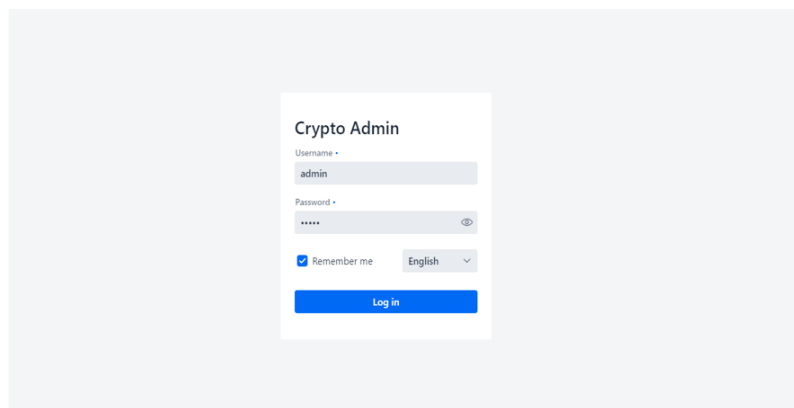 Crypto Admin
Username •
admin
Password •
•••••
Remember me
English
Log in